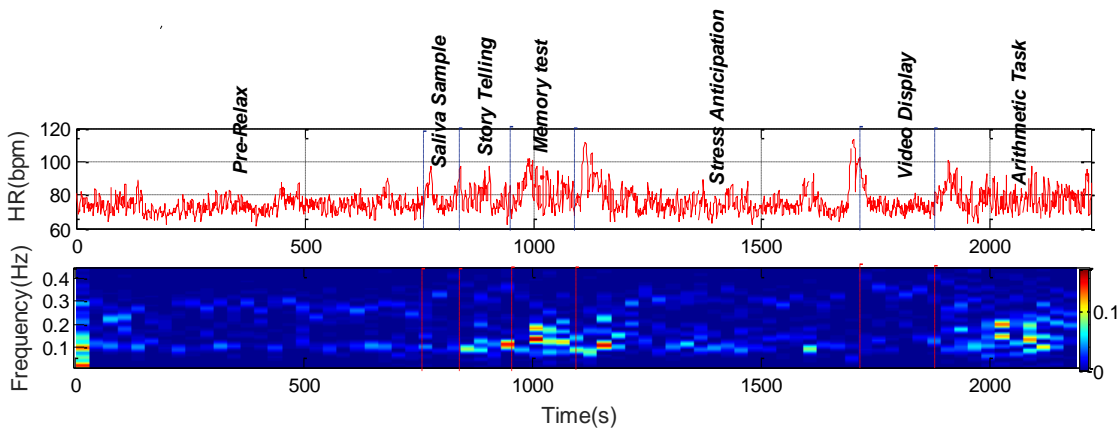 Pre-Relax
Saliva Sample
Story Telling
Memory test
Stress Anticipation
Video Display
Arithmetic Task
HR(bpm)
120
100
80
60
0 500 1000 1500 2000
Frequency(Hz)
0.4
0.3
0.2
0.1
0 500 1000 1500 2000
0.1
0
Time(s)